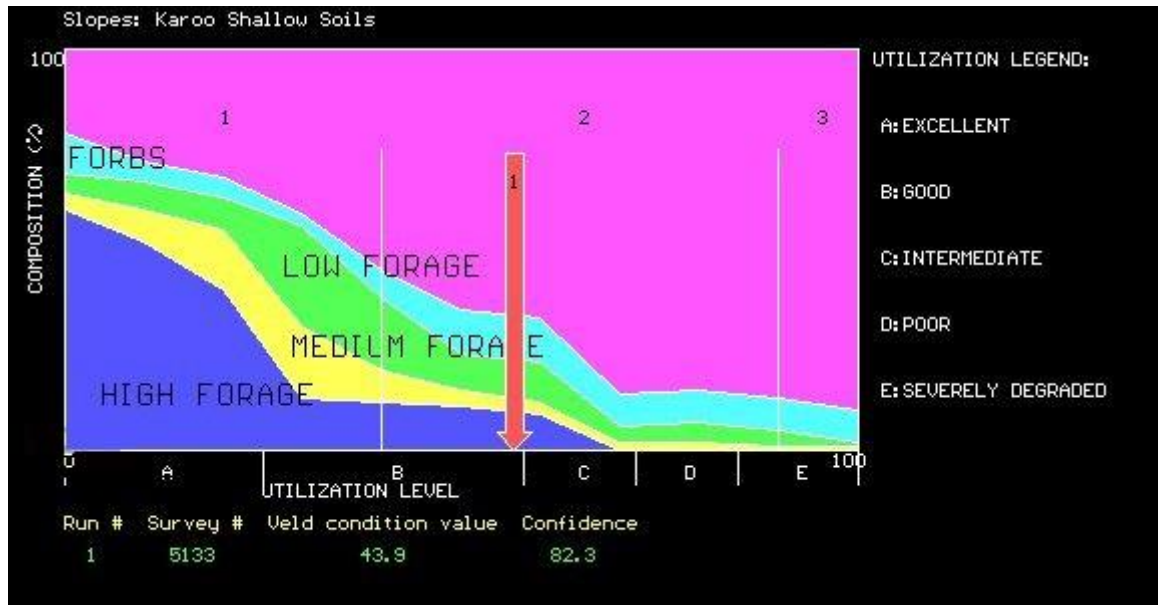 Slopes: Karoo Shallow Soils
100
UTILIZATION LEGEND:
1 2 3
A:EXCELLENT
COMPOSITION (%)
FORBS
1
B:GOOD
LOW FORAGE
C:INTERMEDIATE
D:POOR
MEDILM FORA E
HIGH FORAGE
E:SEVERELY DEGRADED
0 100
A B C D E
UTILIZATION LEVEL
Run # Survey # Veld condition value Confidence
1 5133 43.9 82.3